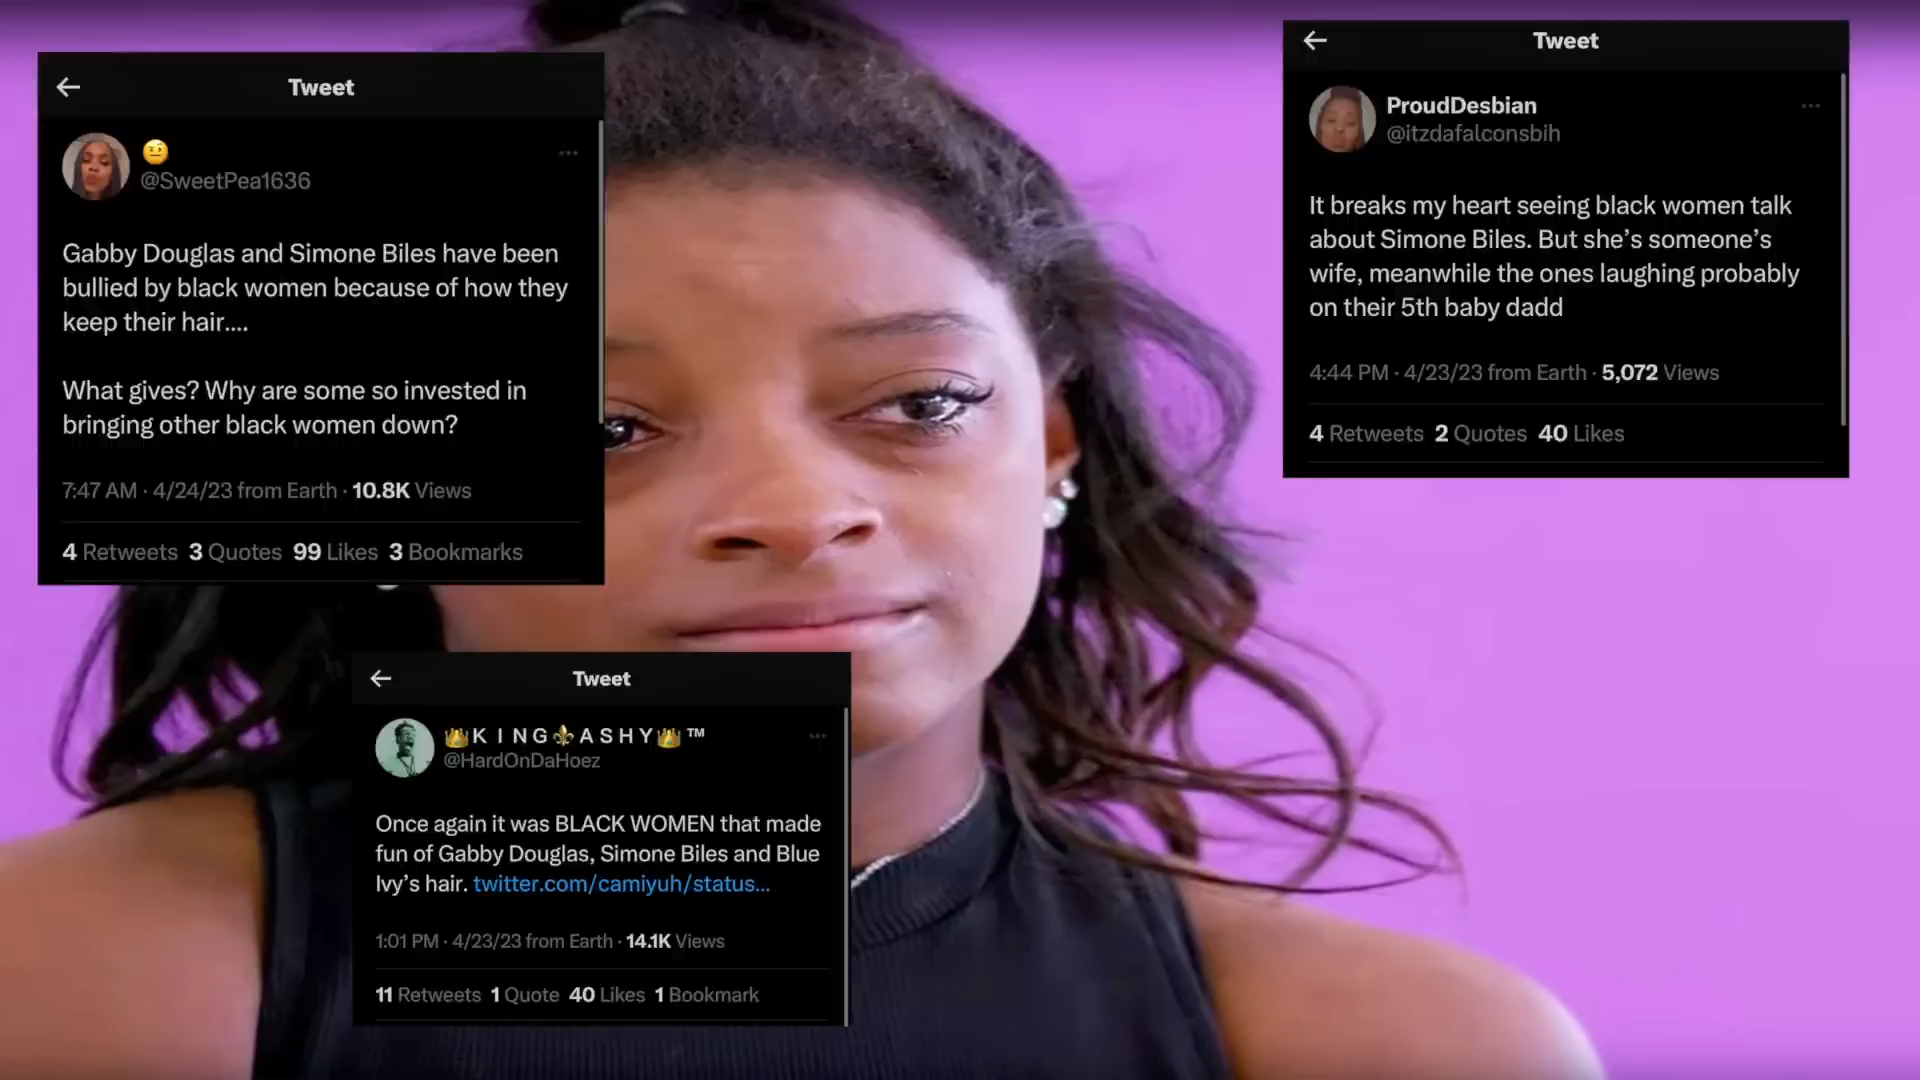 Tweet
🤨
@SweetPea1636
Gabby Douglas and Simone Biles have been
bullied by black women because of how they
keep their hair....
What gives? Why are some so invested in
bringing other black women down?
7:47 AM · 4/24/23 from Earth · 10.8K Views
4 Retweets 3 Quotes 99 Likes 3 Bookmarks
Tweet
ProudDesbian
@itzdafalconsbih
It breaks my heart seeing black women talk
about Simone Biles. But she's someone's
wife, meanwhile the ones laughing probably
on their 5th baby dadd
4:44 PM · 4/23/23 from Earth · 5,072 Views
4 Retweets 2 Quotes 40 Likes
Tweet
👑K I N G⚜A S H Y👑 ™
@HardOnDaHoez
Once again it was BLACK WOMEN that made
fun of Gabby Douglas, Simone Biles and Blue
Ivy's hair. twitter.com/camiyuh/status...
1:01 PM · 4/23/23 from Earth · 14.1K Views
11 Retweets 1 Quote 40 Likes 1 Bookmark